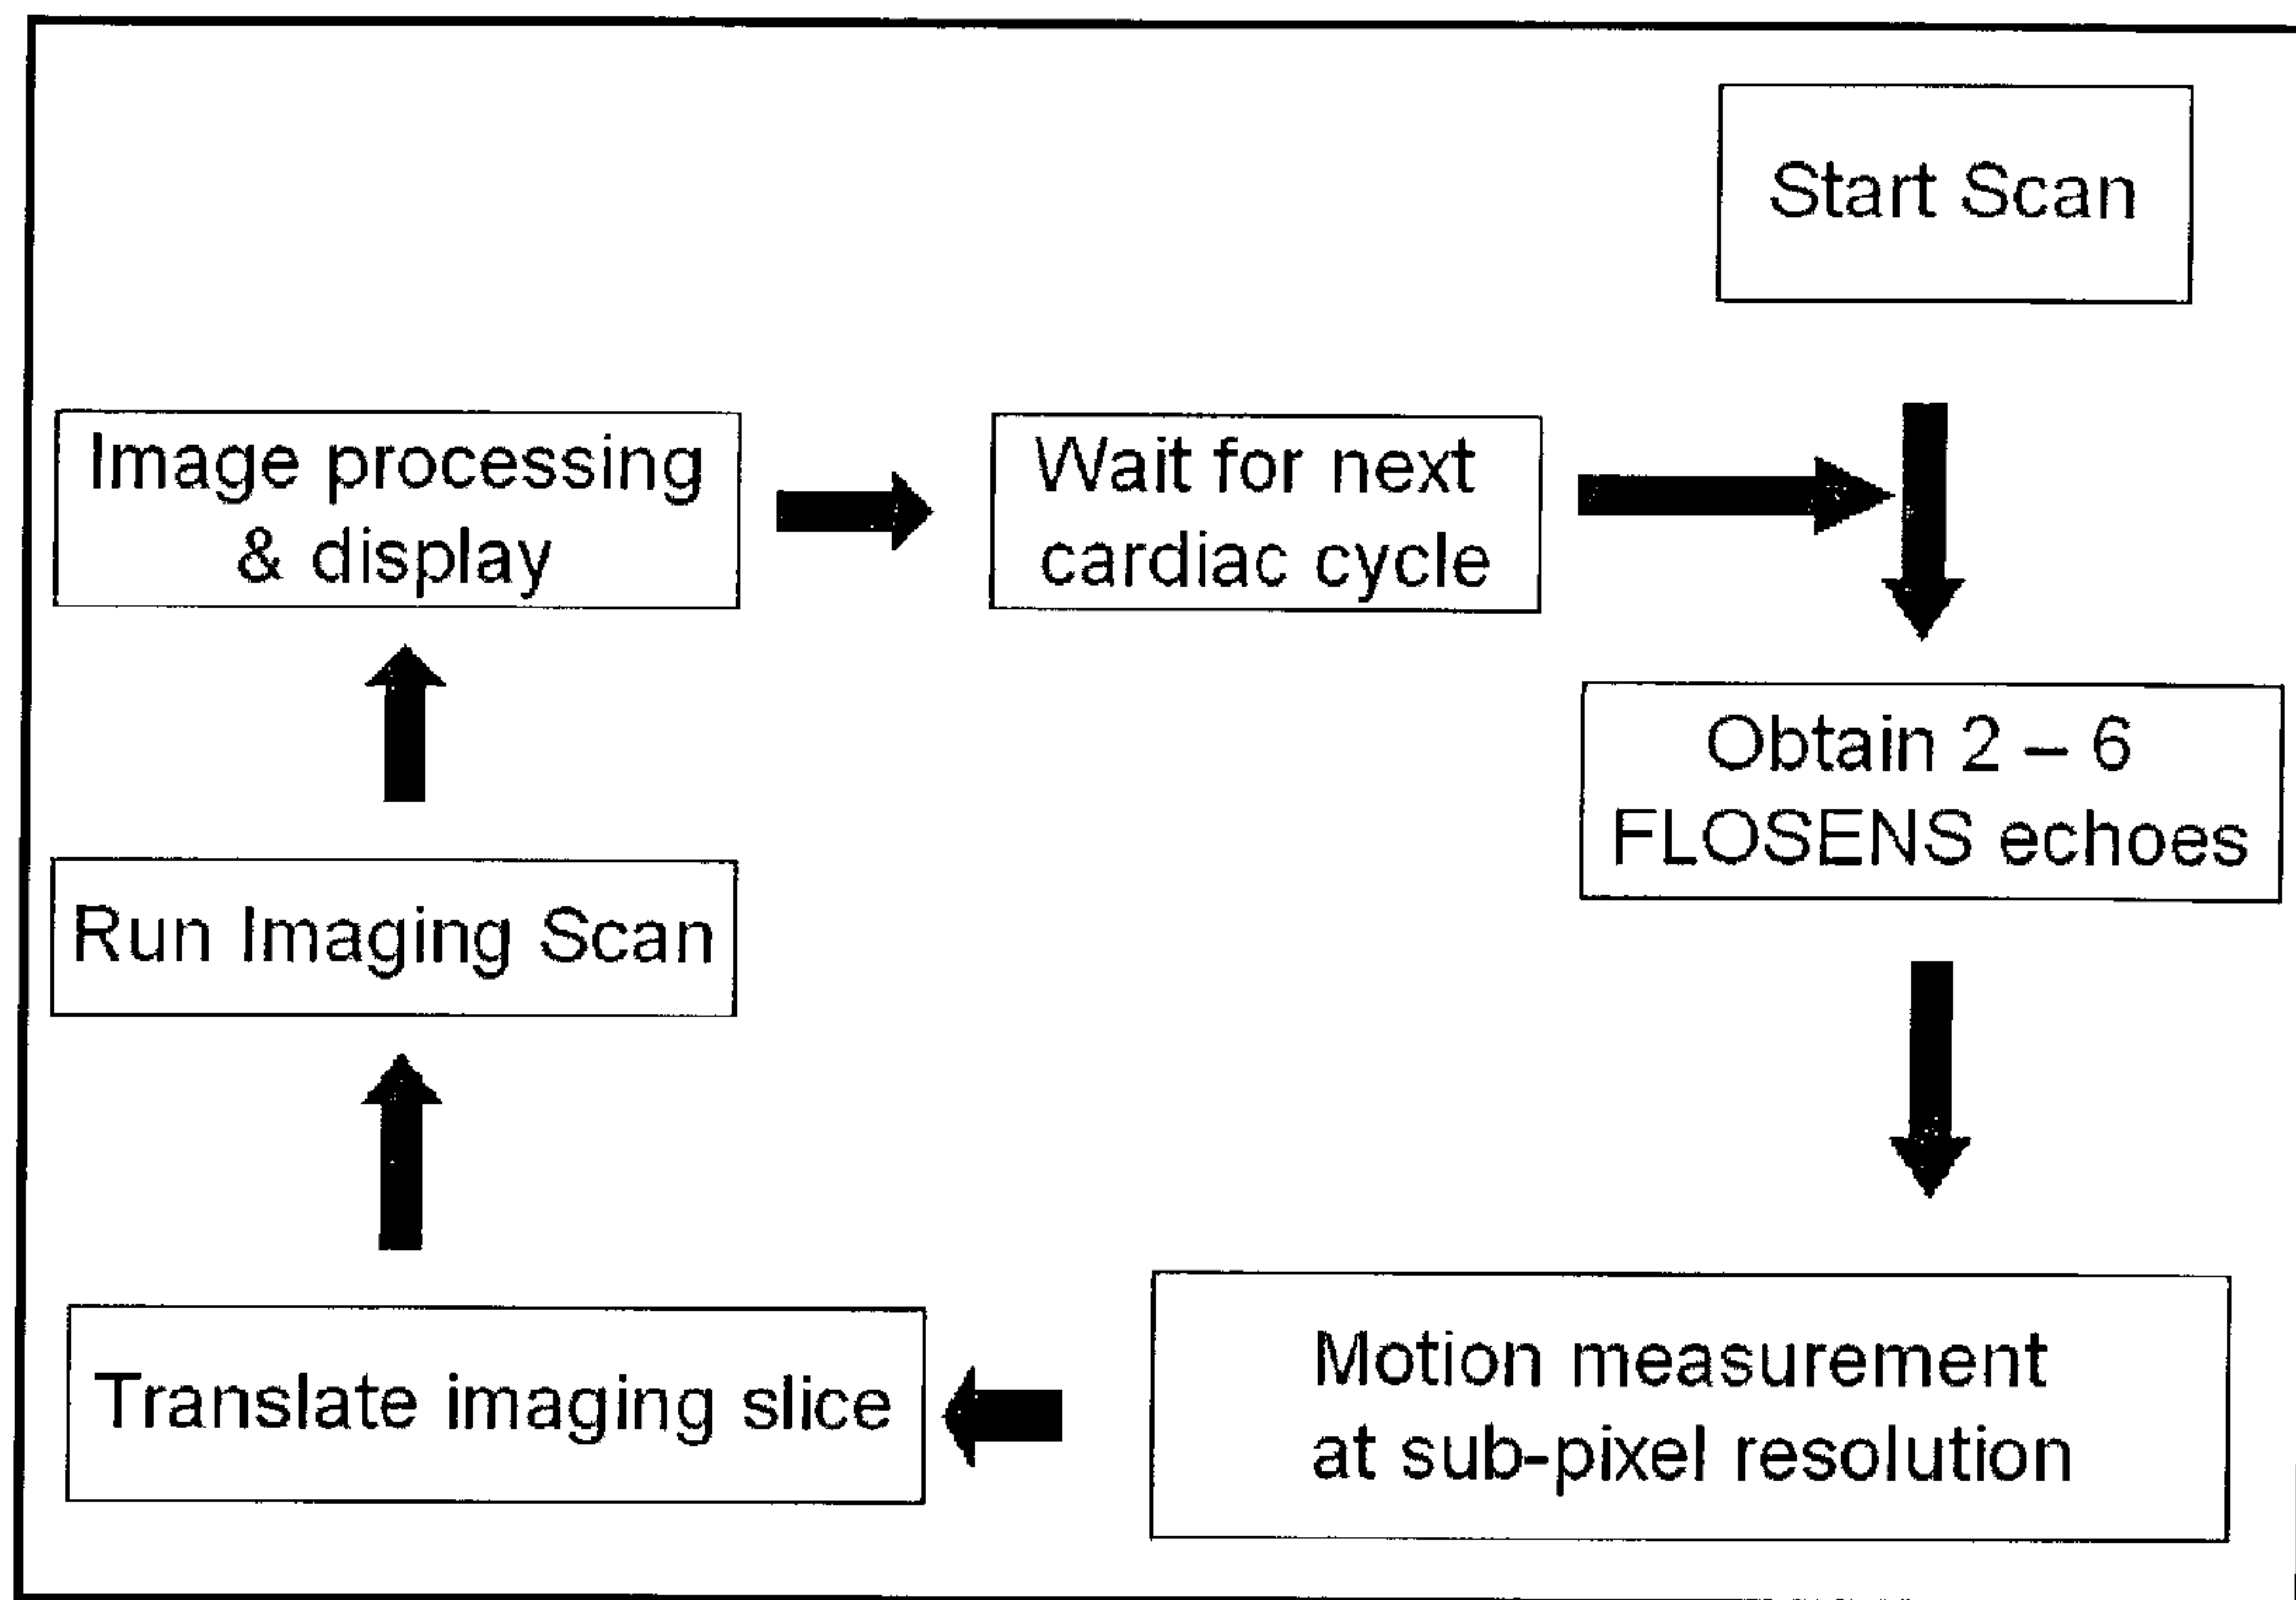 Start Scan
Image processing
& display
Wait for next
cardiac cycle
Obtain 2 – 6
FLOSENS echoes
Run Imaging Scan
Motion measurement
at sub-pixel resolution
Translate imaging slice